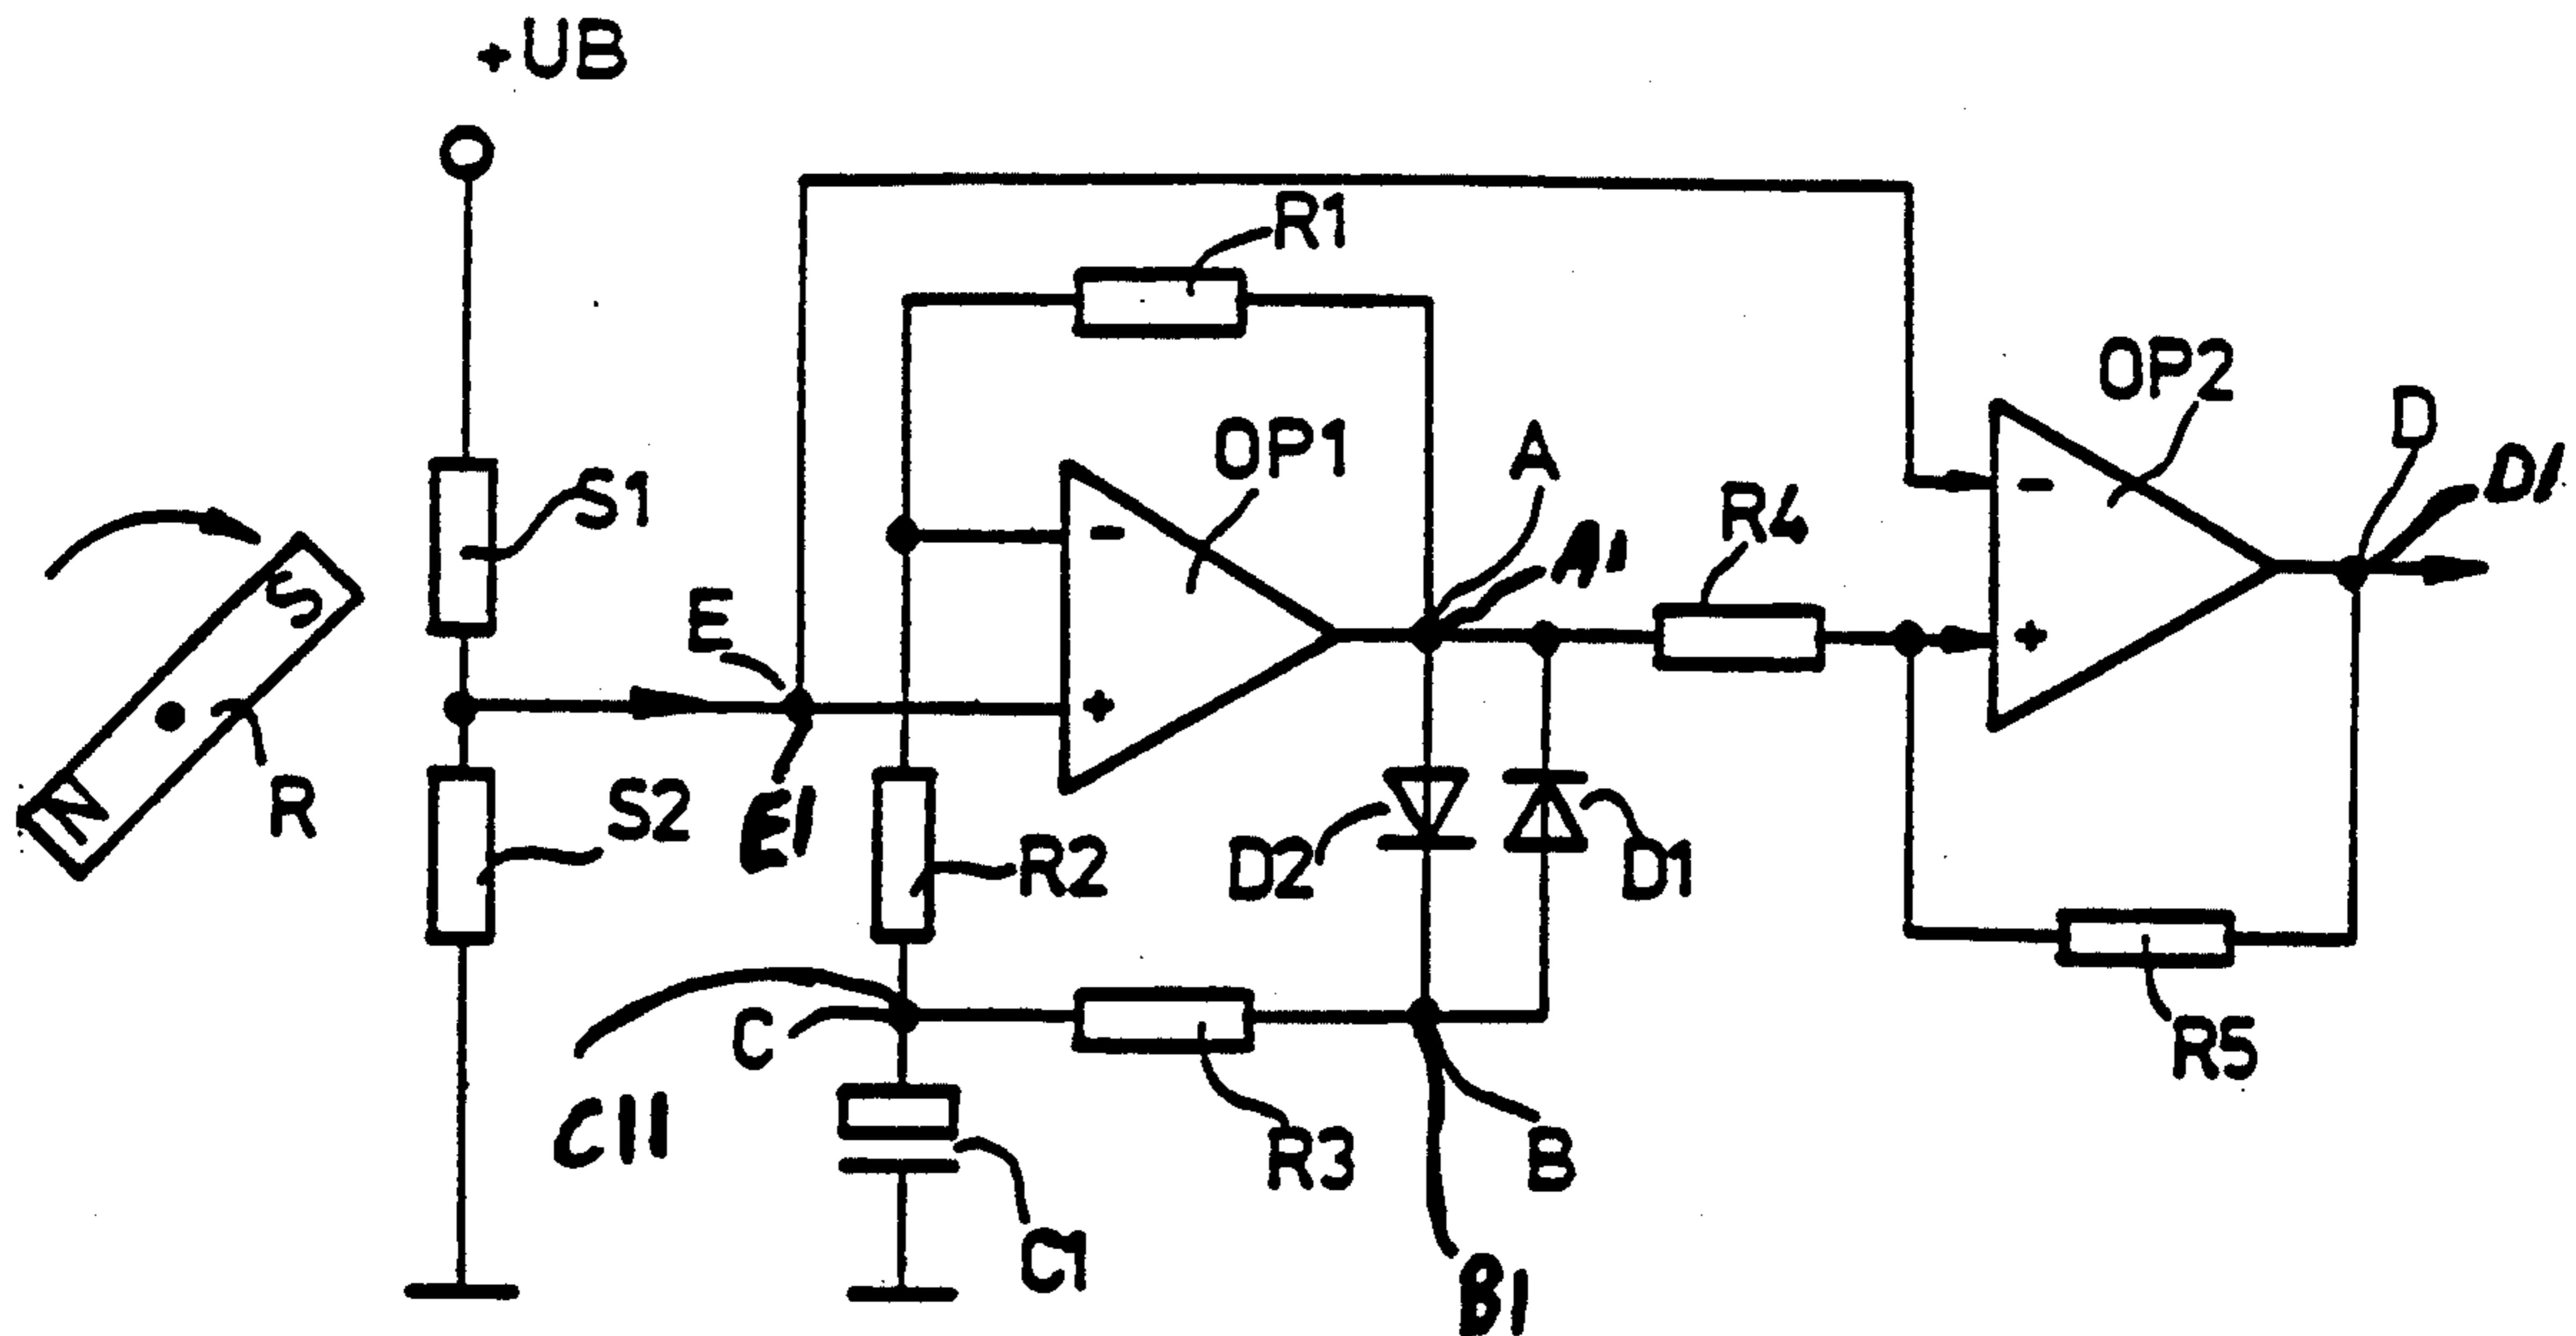 +UB
R1
OP2
D
D1
S1
OP1
A
A1
R4
-
-
S
E
+
+
N
R
S2
E1
R2
D2
D1
R5
C
C11
R3
B
C1
B1